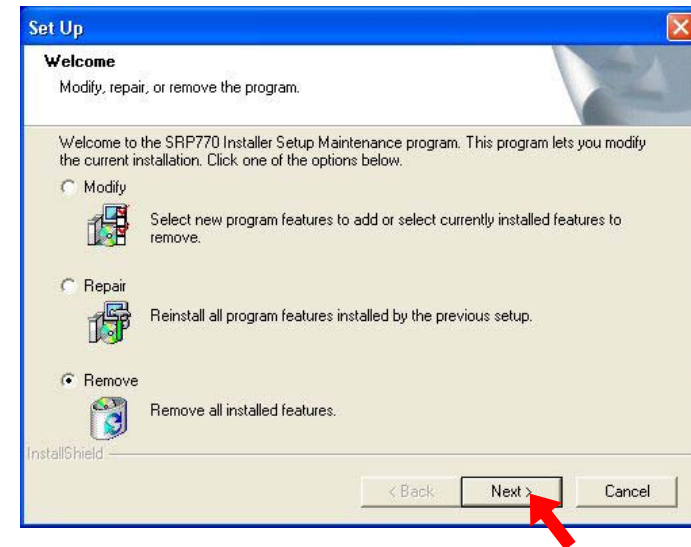 Set Up
Welcome
Modify, repair, or remove the program.
Welcome to the SRP770 Installer Setup Maintenance program. This program lets you modify
the current installation. Click one of the options below.
Modify
Select new program features to add or select currently installed features to
remove.
Repair
Reinstall all program features installed by the previous setup.
Remove
Remove all installed features.
InstallShield
< Back Next > Cancel